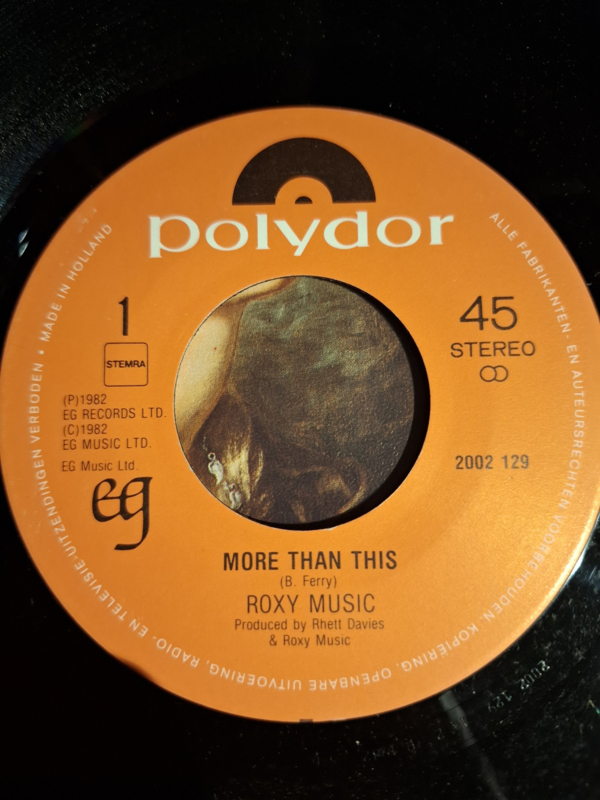 polydor
1
STEMRA
45
STEREO
(P)1982
EG RECORDS LTD.
(C)1982
EG MUSIC LTD.
EG Music Ltd.
eg
2002 129
MORE THAN THIS
(B. Ferry)
ROXY MUSIC
Produced by Rhett Davies
& Roxy Music
ALLE FABRIKANTEN- EN AUTEURSRECHTEN VOORBEHOUDEN. KOPIËRING, OPENBARE UITVOERING, RADIO- EN TELEVISIE-UITZENDINGEN VERBODEN • MADE IN HOLLAND